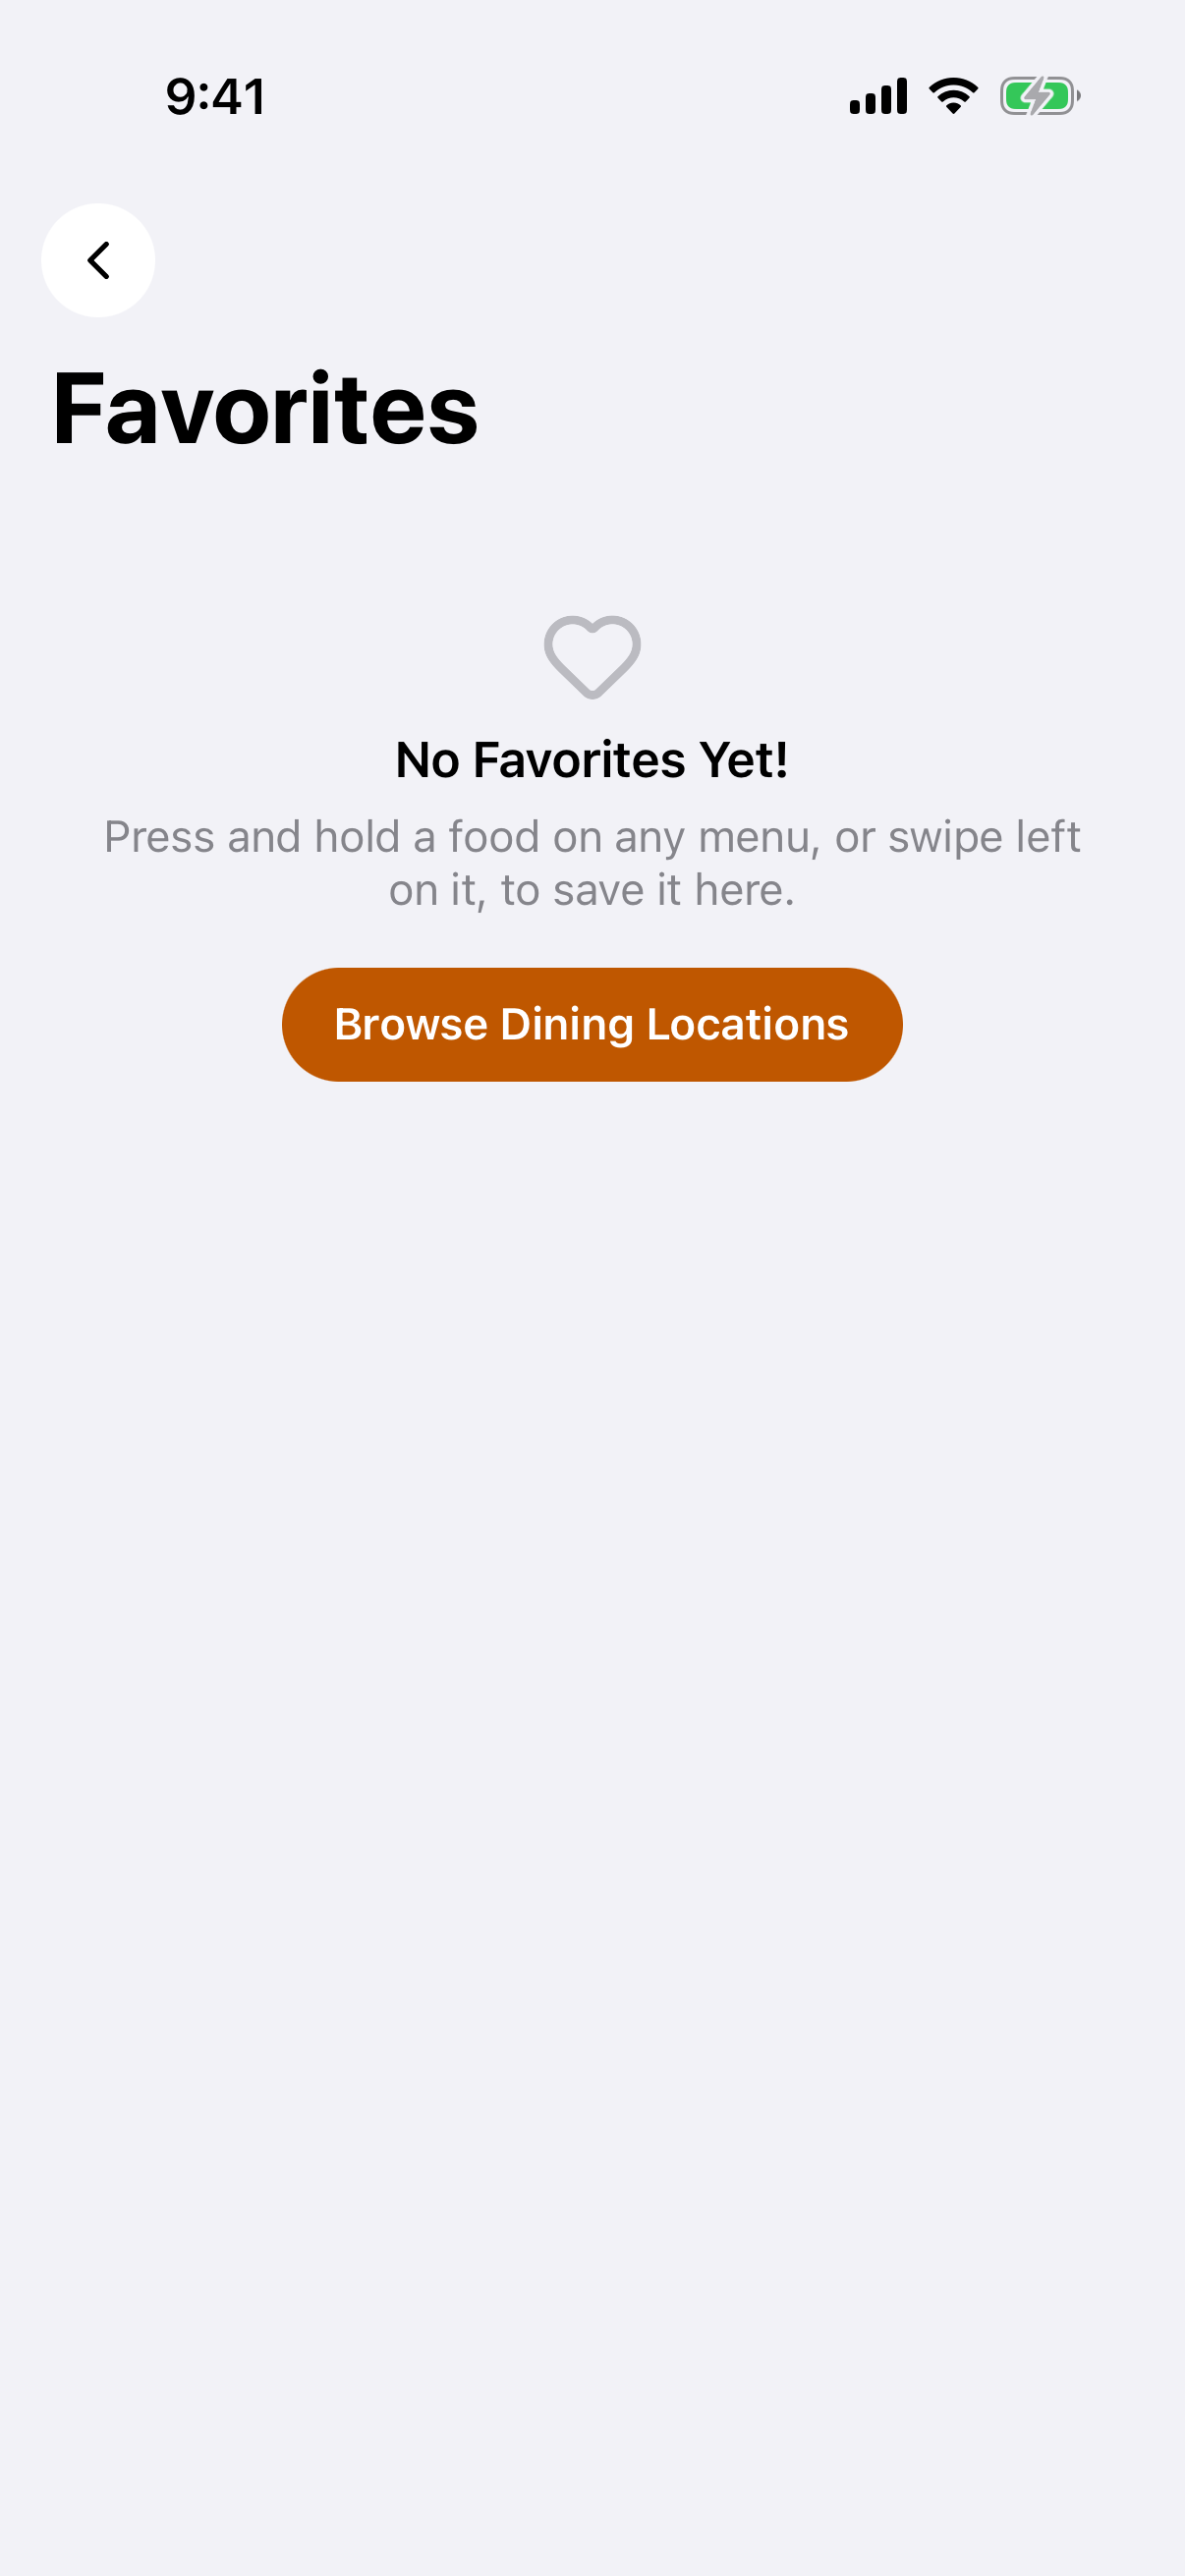 9:41
Favorites
No Favorites Yet!
Press and hold a food on any menu, or swipe left
on it, to save it here.
Browse Dining Locations